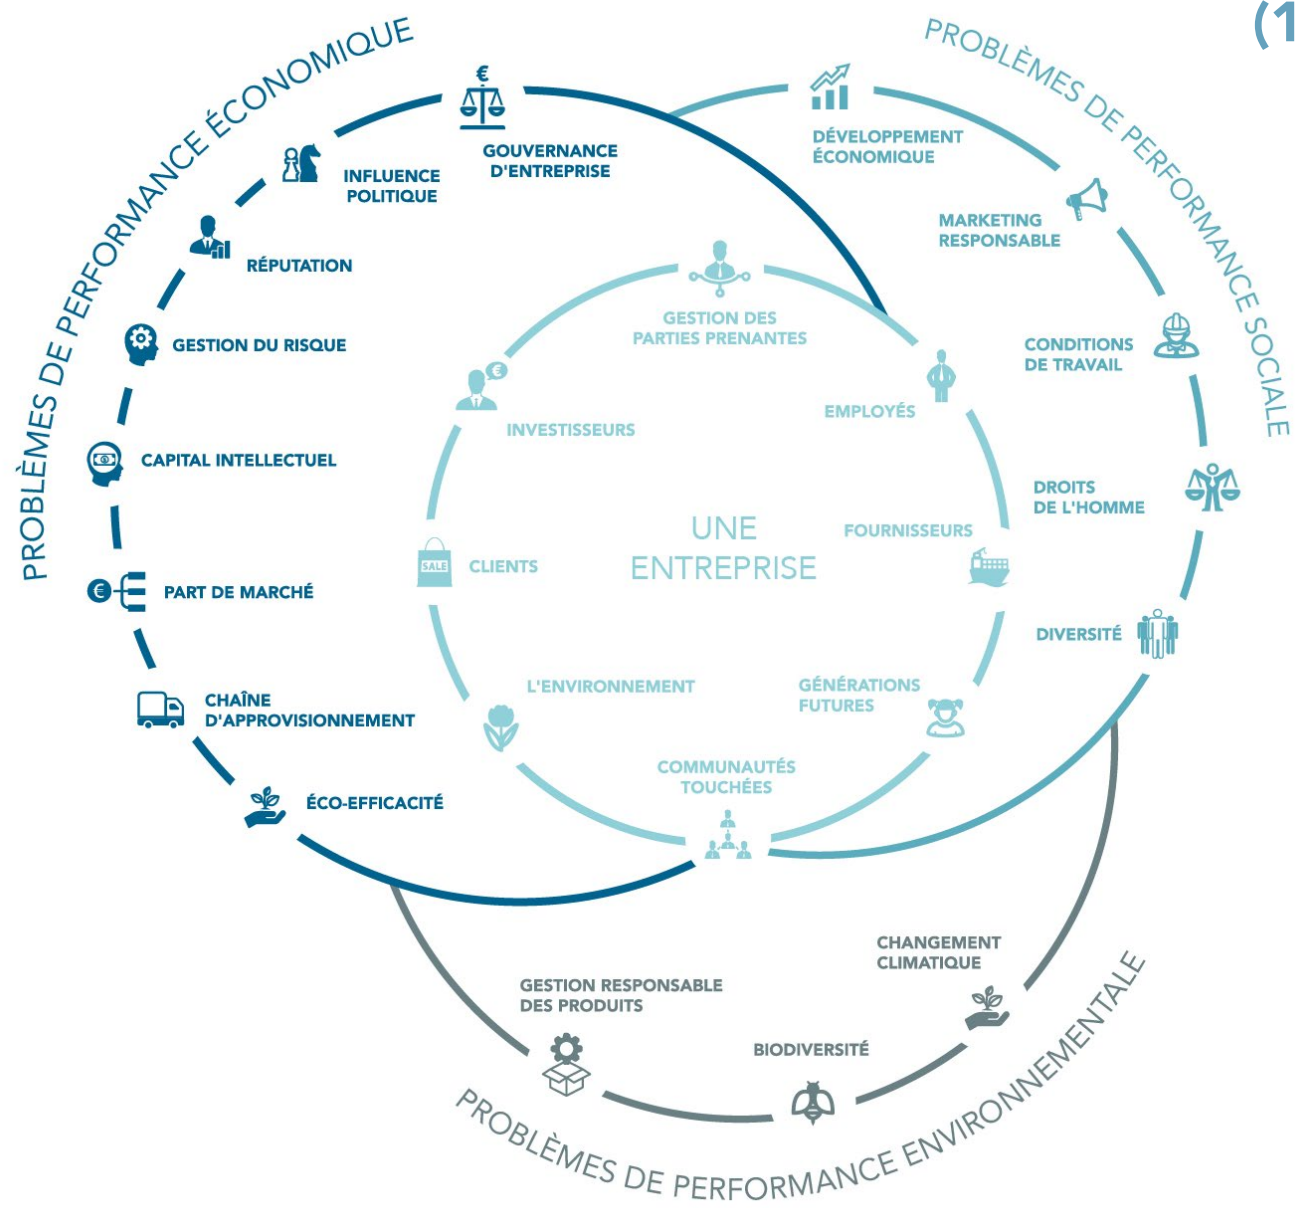 (1
PROBLÈMES DE PERFORMANCE ÉCONOMIQUE
PROBLÈMES DE PERFORMANCE SOCIALE
€
GOUVERNANCE
D'ENTREPRISE
INFLUENCE
POLITIQUE
RÉPUTATION
GESTION DU RISQUE
CAPITAL INTELLECTUEL
€
PART DE MARCHÉ
CHAÎNE
D'APPROVISIONNEMENT
ÉCO-EFFICACITÉ
DÉVELOPPEMENT
ÉCONOMIQUE
MARKETING
RESPONSABLE
CONDITIONS
DE TRAVAIL
DROITS
DE L'HOMME
DIVERSITÉ
GESTION DES
PARTIES PRENANTES
€
INVESTISSEURS
EMPLOYÉS
UNE
ENTREPRISE
FOURNISSEURS
SALE
CLIENTS
L'ENVIRONNEMENT
GÉNÉRATIONS
FUTURES
COMMUNAUTÉS
TOUCHÉES
CHANGEMENT
CLIMATIQUE
GESTION RESPONSABLE
DES PRODUITS
BIODIVERSITÉ
PROBLÈMES DE PERFORMANCE ENVIRONNEMENTALE